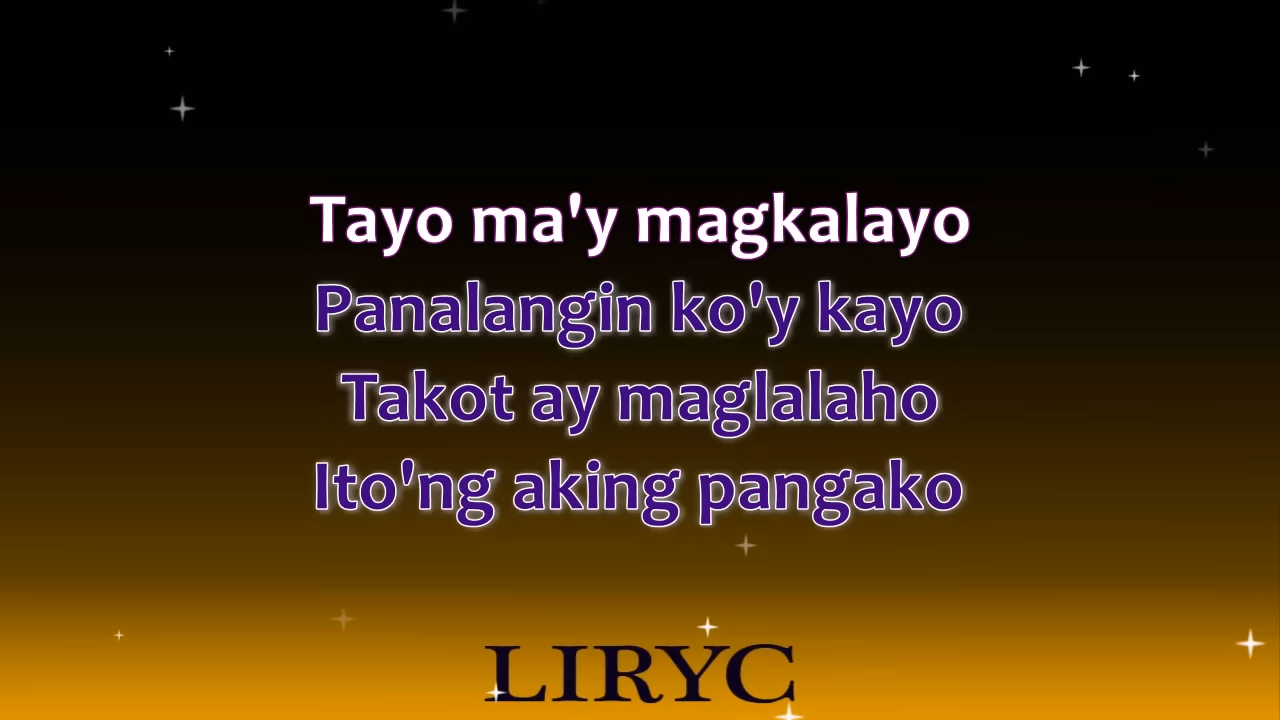 Tayo ma'y magkalayo
Panalangin ko'y kayo
Takot ay maglalaho
Ito'ng aking pangako
LIRYC